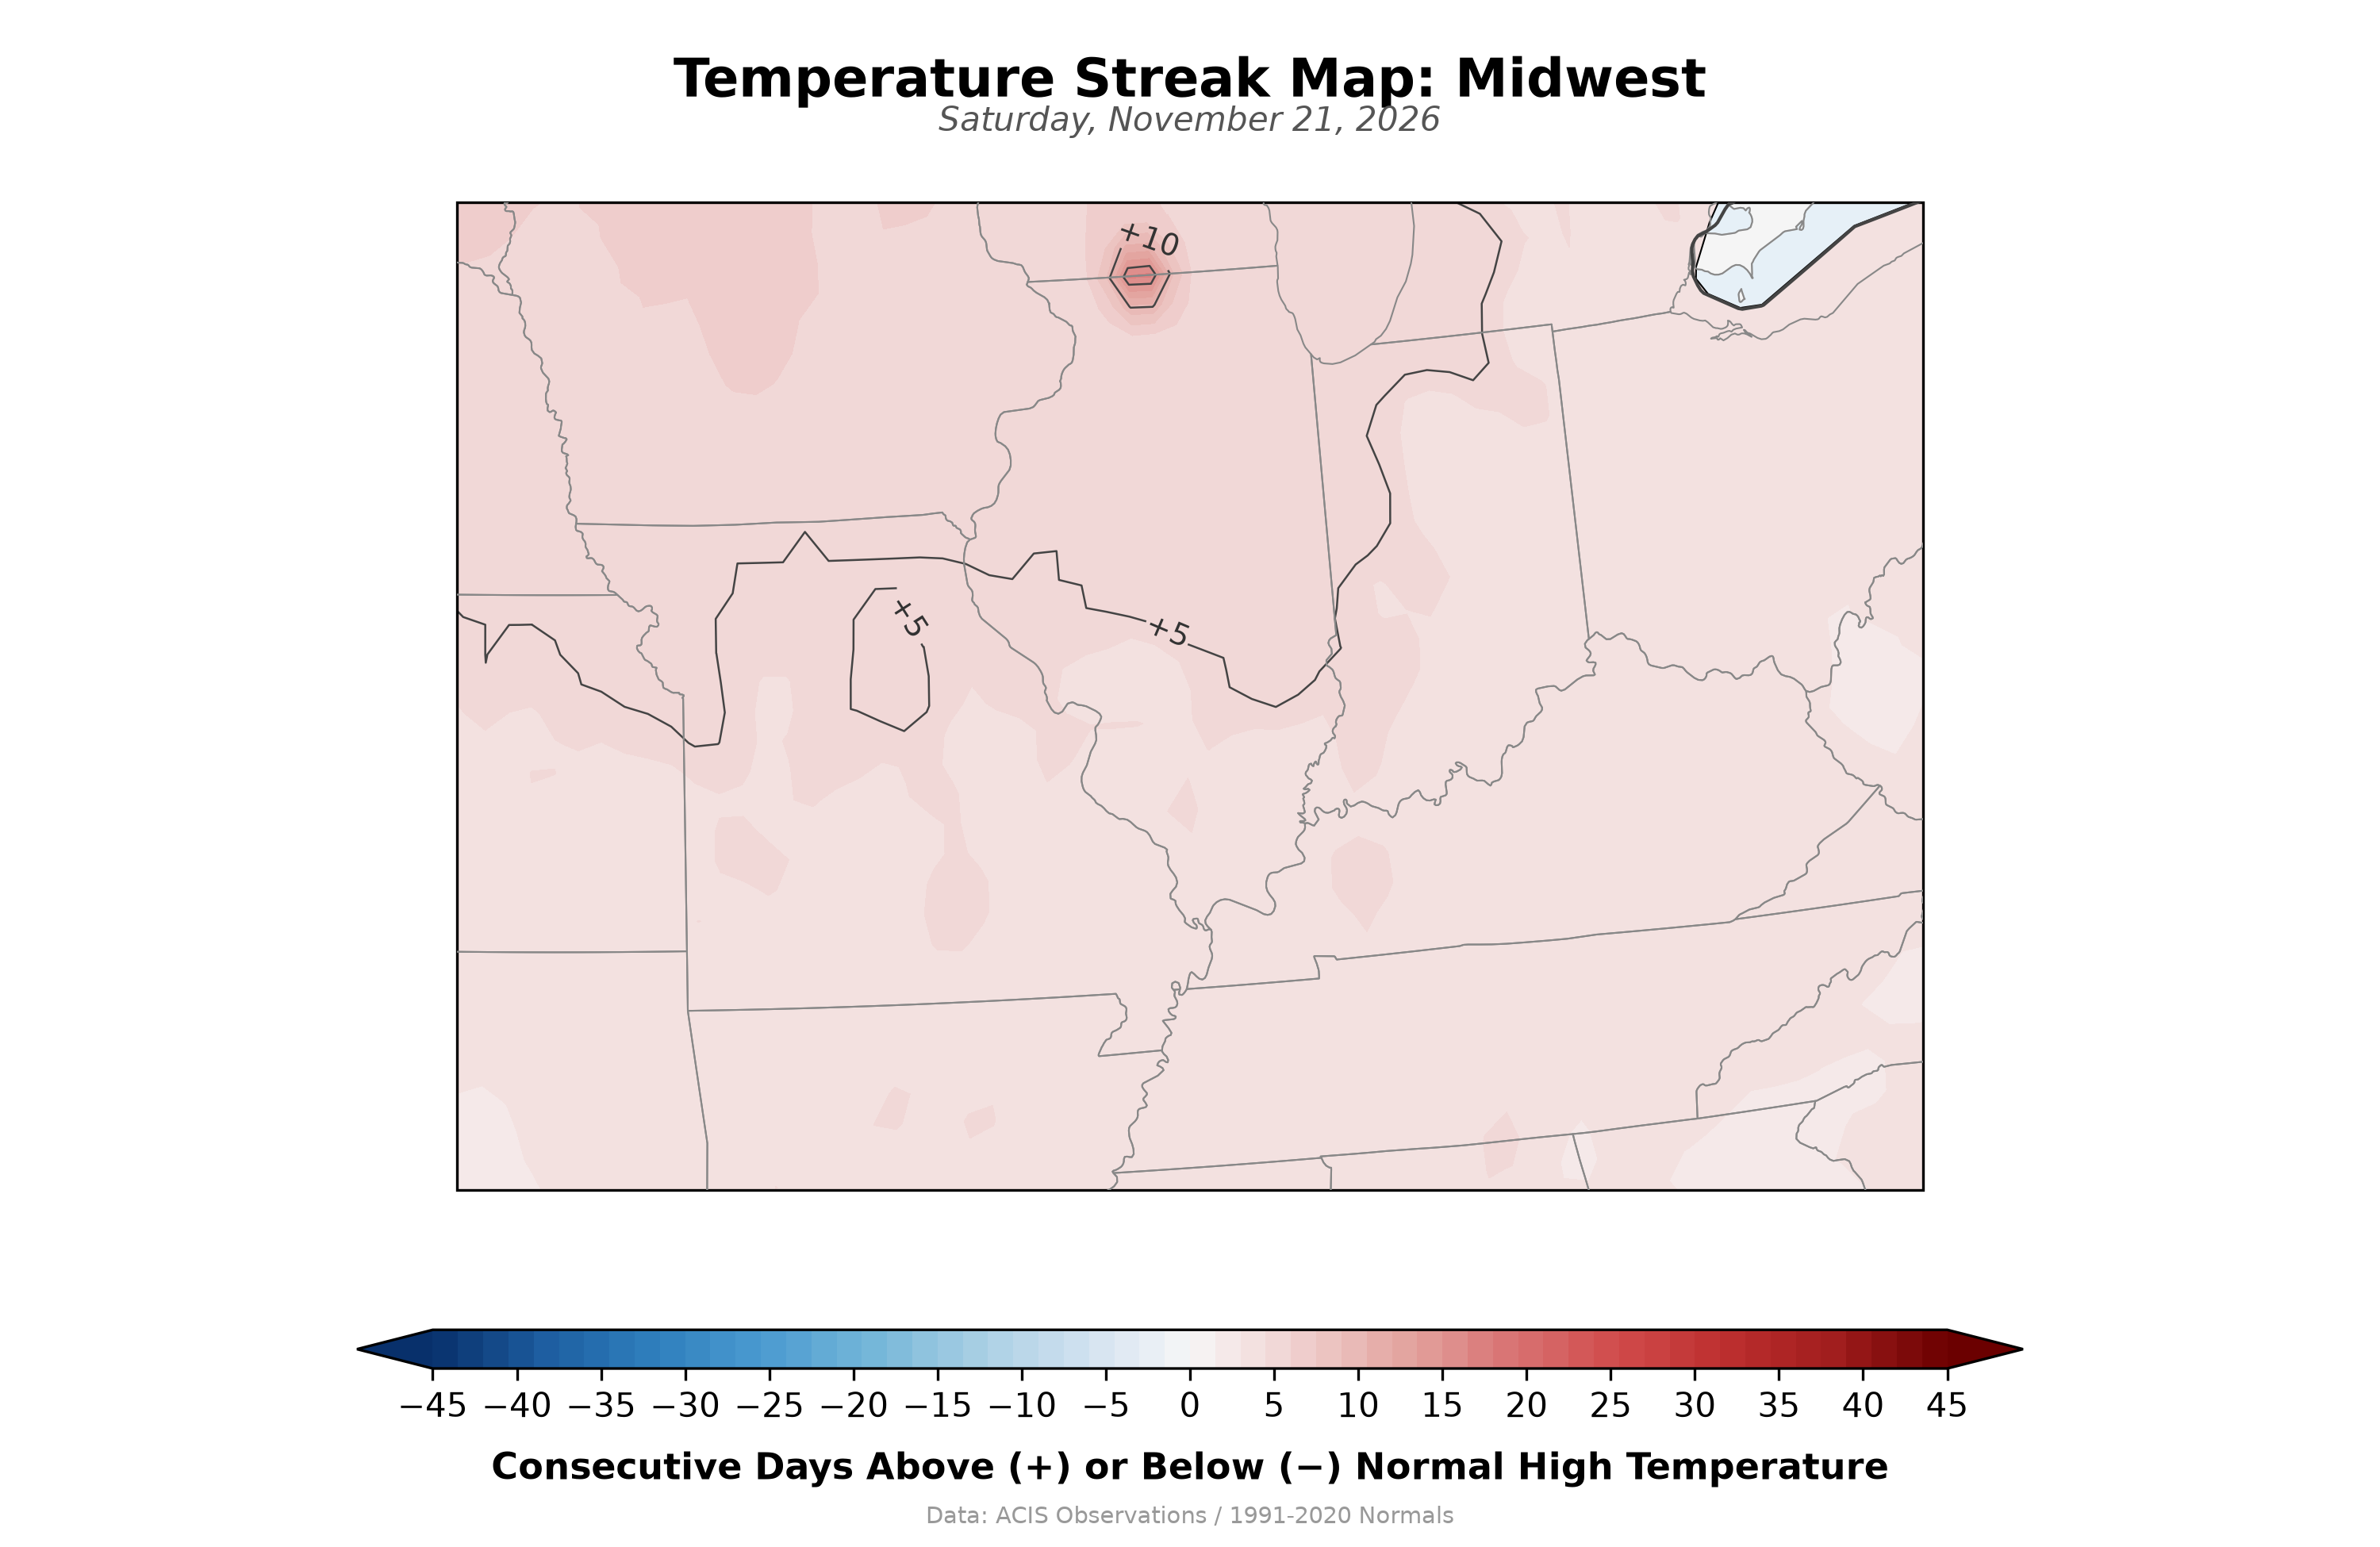 Temperature Streak Map: Midwest
Saturday, November 21, 2026
+10
+5
+5
−45 −40 −35 −30 −25 −20 −15 −10 −5 0 5 10 15 20 25 30 35 40 45
Consecutive Days Above (+) or Below (−) Normal High Temperature
Data: ACIS Observations / 1991-2020 Normals